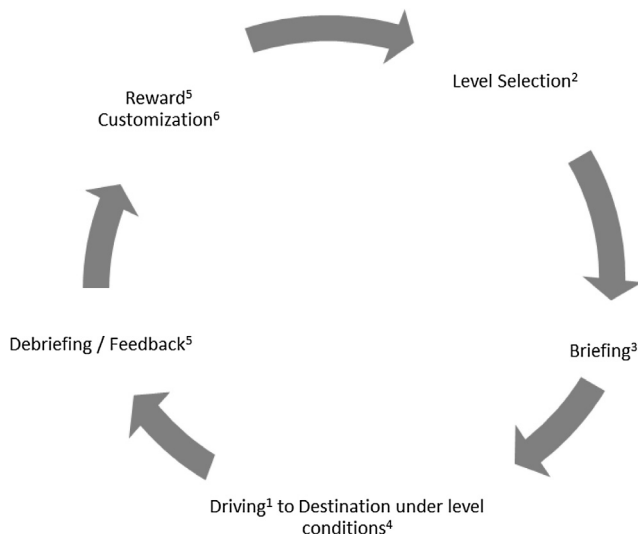 Level Selection²
Reward⁵
Customization⁶
Debriefing / Feedback⁵
Briefing³
Driving¹ to Destination under level
conditions⁴